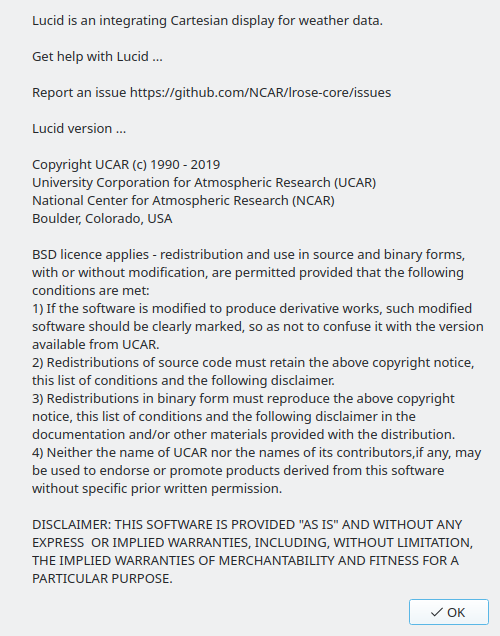 Lucid is an integrating Cartesian display for weather data.
Get help with Lucid ...
Report an issue https://github.com/NCAR/lrose-core/issues
Lucid version ...
Copyright UCAR (c) 1990 - 2019
University Corporation for Atmospheric Research (UCAR)
National Center for Atmospheric Research (NCAR)
Boulder, Colorado, USA
BSD licence applies - redistribution and use in source and binary forms,
with or without modification, are permitted provided that the following
conditions are met:
1) If the software is modified to produce derivative works, such modified
software should be clearly marked, so as not to confuse it with the version
available from UCAR.
2) Redistributions of source code must retain the above copyright notice,
this list of conditions and the following disclaimer.
3) Redistributions in binary form must reproduce the above copyright
notice, this list of conditions and the following disclaimer in the
documentation and/or other materials provided with the distribution.
4) Neither the name of UCAR nor the names of its contributors,if any, may
be used to endorse or promote products derived from this software
without specific prior written permission.
DISCLAIMER: THIS SOFTWARE IS PROVIDED "AS IS" AND WITHOUT ANY
EXPRESS  OR IMPLIED WARRANTIES, INCLUDING, WITHOUT LIMITATION,
THE IMPLIED WARRANTIES OF MERCHANTABILITY AND FITNESS FOR A
PARTICULAR PURPOSE.
OK